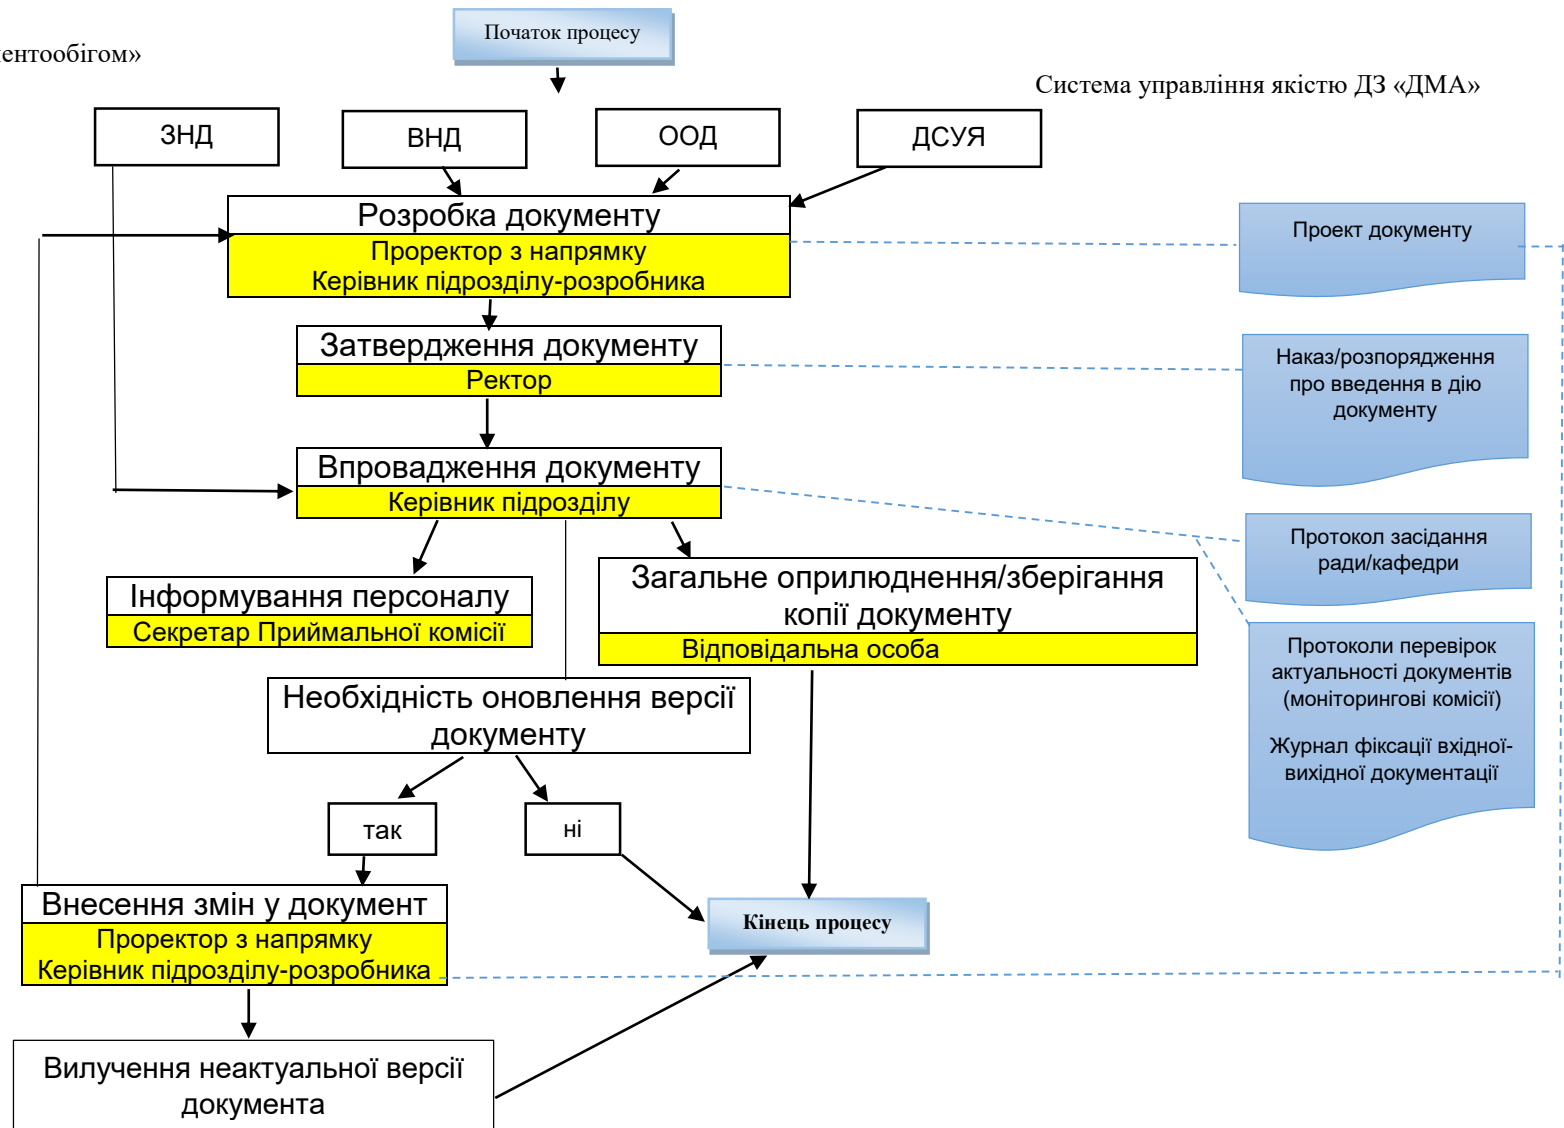 Початок процесу
ентообігом»
Система управління якістю ДЗ «ДМА»
ЗНД
ВНД
ООД
ДСУЯ
Розробка документу
Проректор з напрямку
Керівник підрозділу-розробника
Проект документу
Затвердження документу
Ректор
Наказ/розпорядження
про введення в дію
документу
Впровадження документу
Керівник підрозділу
Протокол засідання
ради/кафедри
Інформування персоналу
Секретар Приймальної комісії
Загальне оприлюднення/зберігання
копії документу
Відповідальна особа
Протоколи перевірок
актуальності документів
(моніторингові комісії)
Журнал фіксації вхідної-
вихідної документації
Необхідність оновлення версії
документу
так
ні
Внесення змін у документ
Проректор з напрямку
Керівник підрозділу-розробника
Кінець процесу
Вилучення неактуальної версії
документа